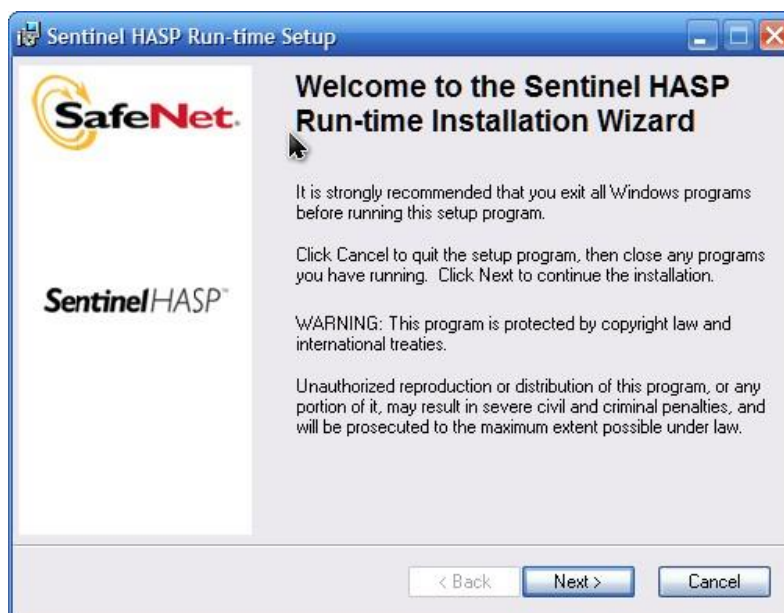 Sentinel HASP Run-time Setup
SafeNet.
Welcome to the Sentinel HASP
Run-time Installation Wizard
It is strongly recommended that you exit all Windows programs
before running this setup program.
Click Cancel to quit the setup program, then close any programs
you have running.  Click Next to continue the installation.
SentinelHASP™
WARNING: This program is protected by copyright law and
international treaties.
Unauthorized reproduction or distribution of this program, or any
portion of it, may result in severe civil and criminal penalties, and
will be prosecuted to the maximum extent possible under law.
< Back
Next >
Cancel